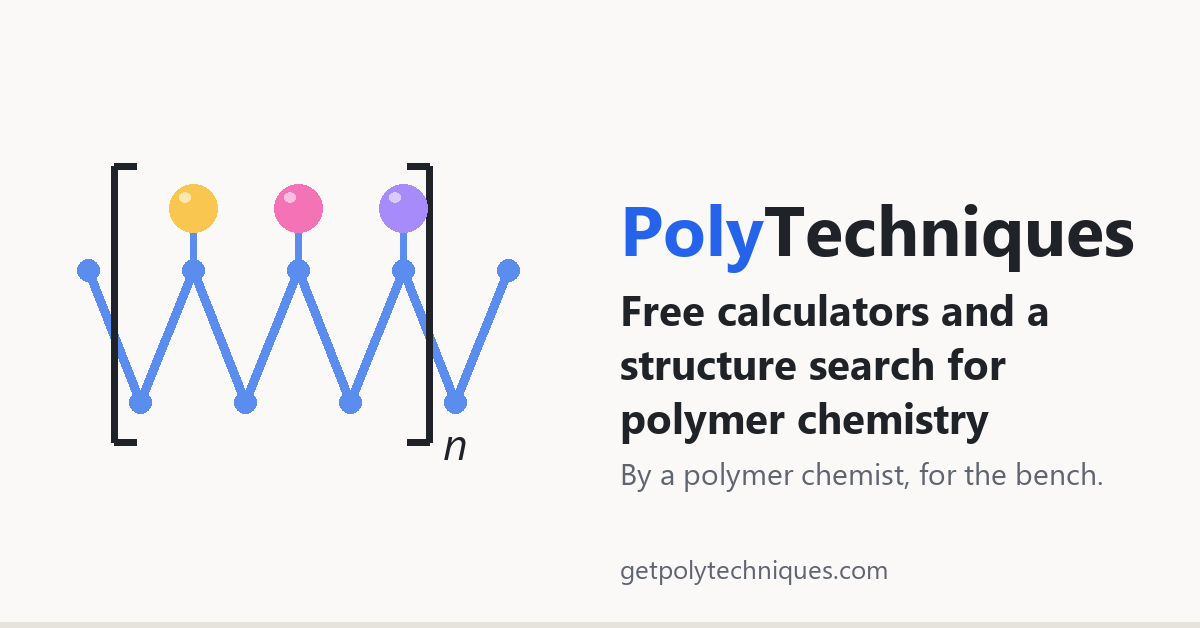 n
PolyTechniques
Free calculators and a
structure search for
polymer chemistry
By a polymer chemist, for the bench.
getpolytechniques.com